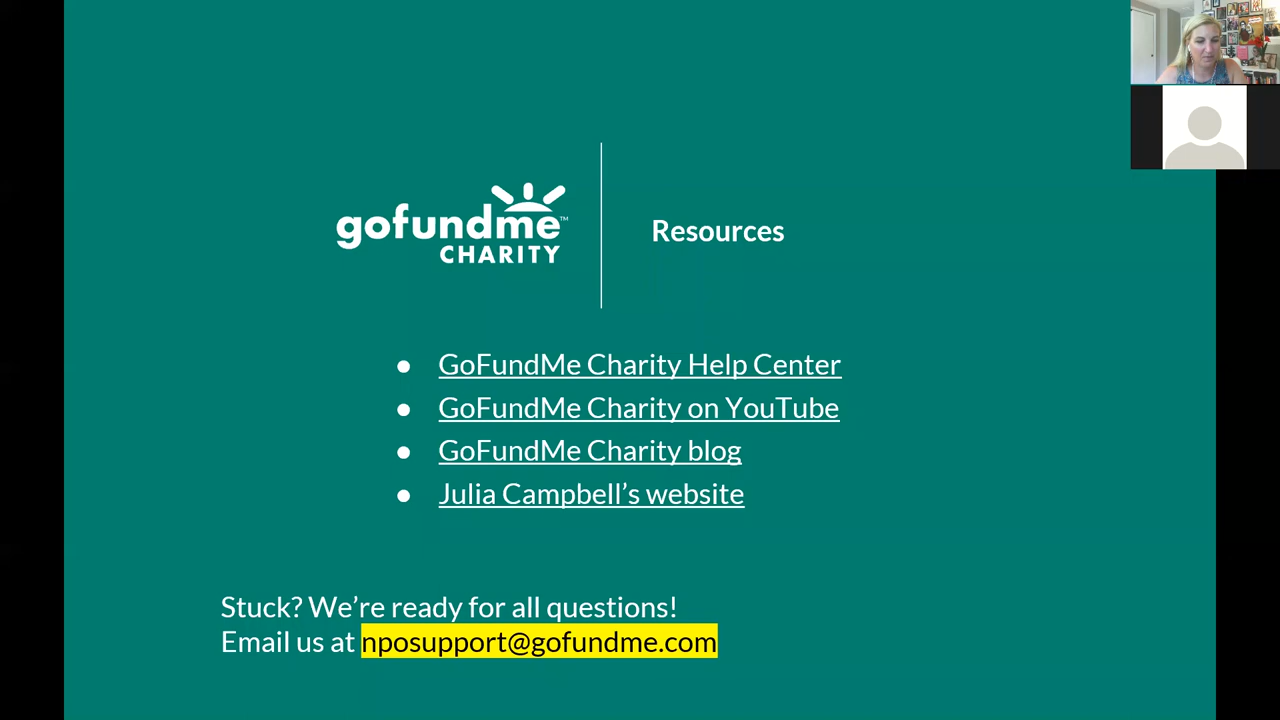 gofundme™
CHARITY
Resources
● GoFundMe Charity Help Center
● GoFundMe Charity on YouTube
● GoFundMe Charity blog
● Julia Campbell’s website
Stuck? We’re ready for all questions!
Email us at nposupport@gofundme.com